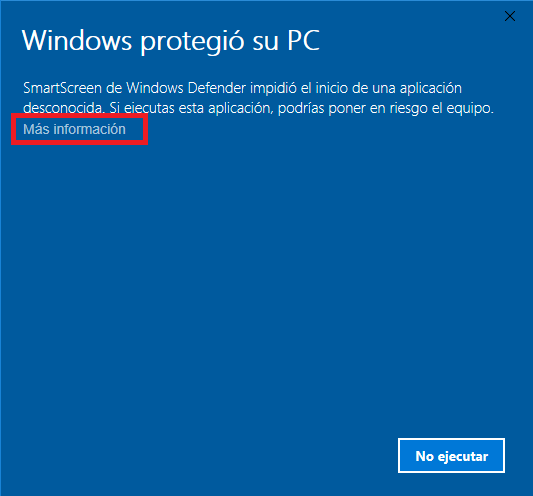 Windows protegió su PC
SmartScreen de Windows Defender impidió el inicio de una aplicación
desconocida. Si ejecutas esta aplicación, podrías poner en riesgo el equipo.
Más información
No ejecutar